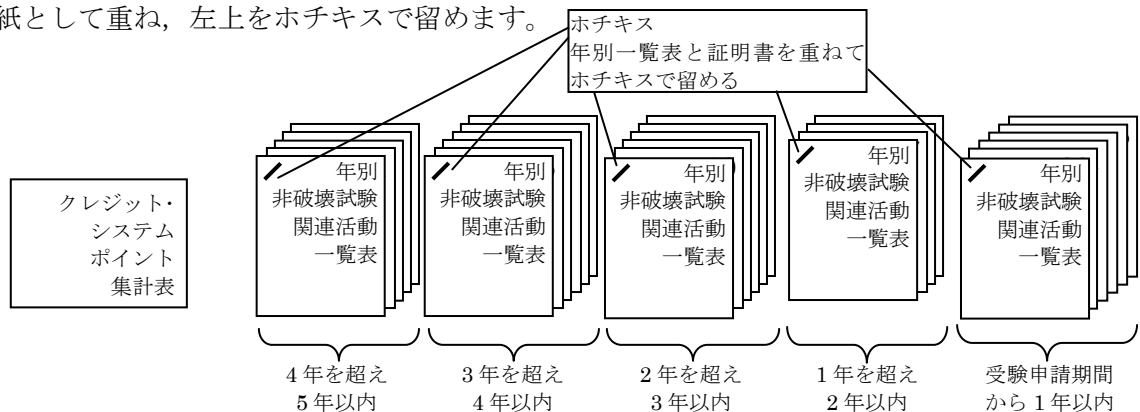 紙として重ね，左上をホチキスで留めます。
ホチキス
年別一覧表と証明書を重ねて
ホチキスで留める
クレジット・
システム
ポイント
集計表
年別
非破壊試験
関連活動
一覧表
年別
非破壊試験
関連活動
一覧表
年別
非破壊試験
関連活動
一覧表
年別
非破壊試験
関連活動
一覧表
年別
非破壊試験
関連活動
一覧表
4年を超え
5年以内
3年を超え
4年以内
2年を超え
3年以内
1年を超え
2年以内
受験申請期間
から1年以内